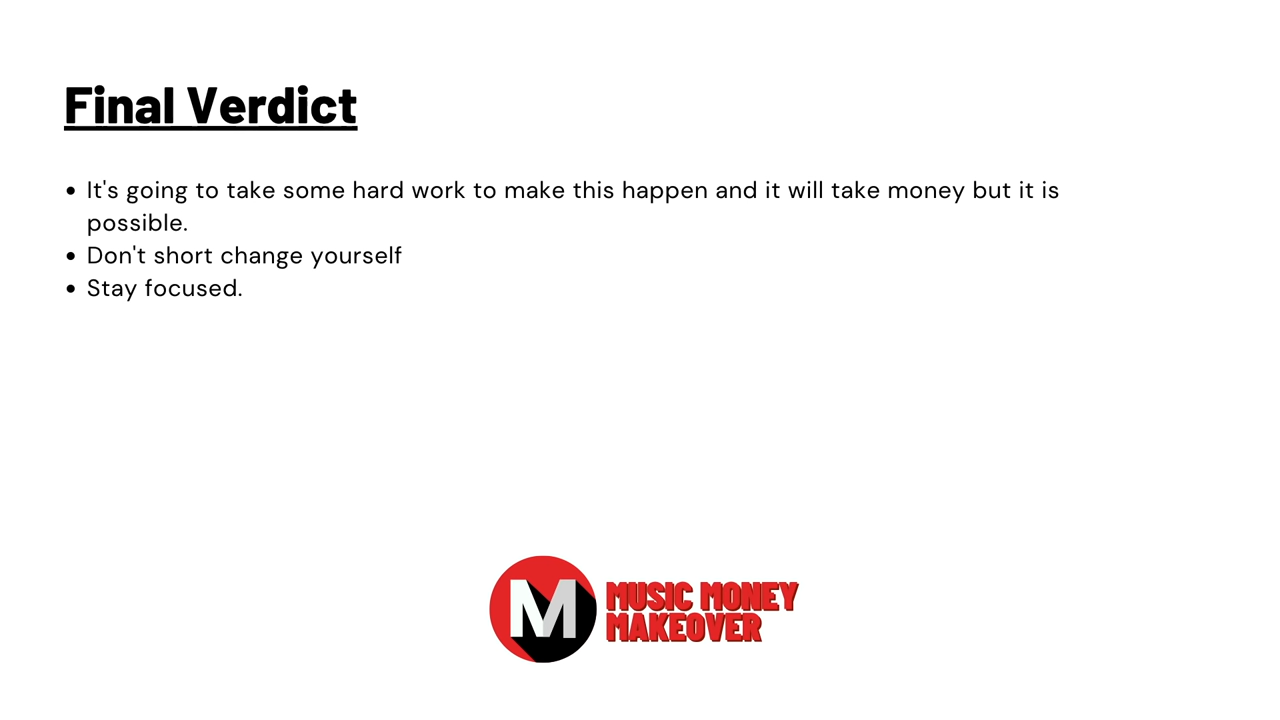 Final Verdict
• It's going to take some hard work to make this happen and it will take money but it is
possible.
• Don't short change yourself
• Stay focused.
M
MUSIC MONEY
MAKEOVER